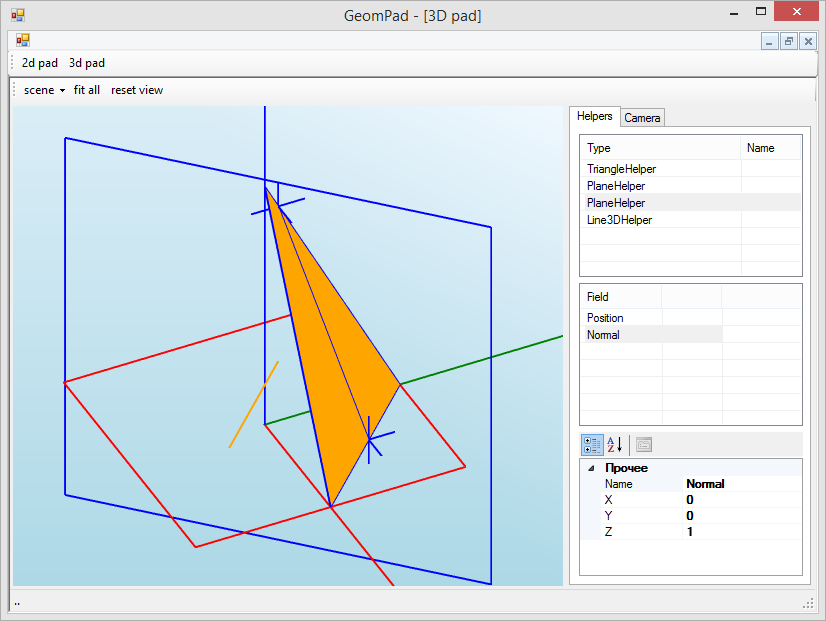 GeomPad - [3D pad]
2d pad 3d pad
scene fit all reset view
Helpers Camera
Type Name
TriangleHelper
PlaneHelper
PlaneHelper
Line3DHelper
Field
Position
Normal
Прочее
Name Normal
X 0
Y 0
Z 1
..